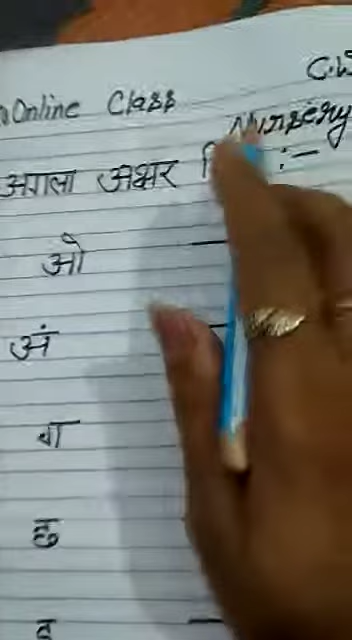 Online Class C.W
Nursery
अगला अक्षर :-
ओ —
अं —
ग
छ
—